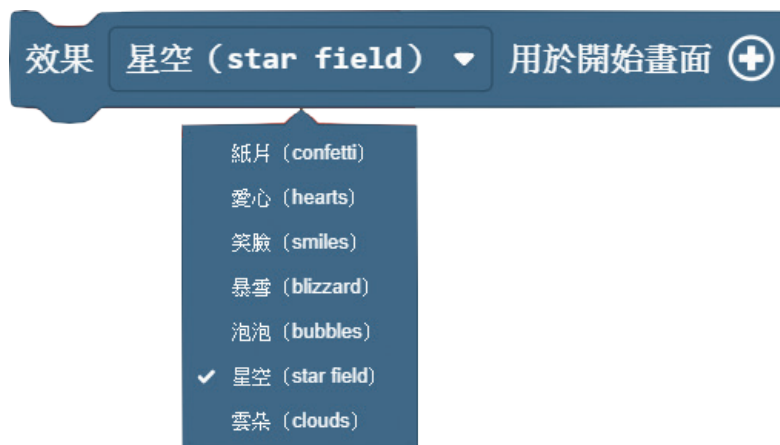 效果 星空（star field） 用於開始畫面
紙片（confetti）
愛心（hearts）
笑臉（smiles）
暴雪（blizzard）
泡泡（bubbles）
星空（star field）
雲朵（clouds）